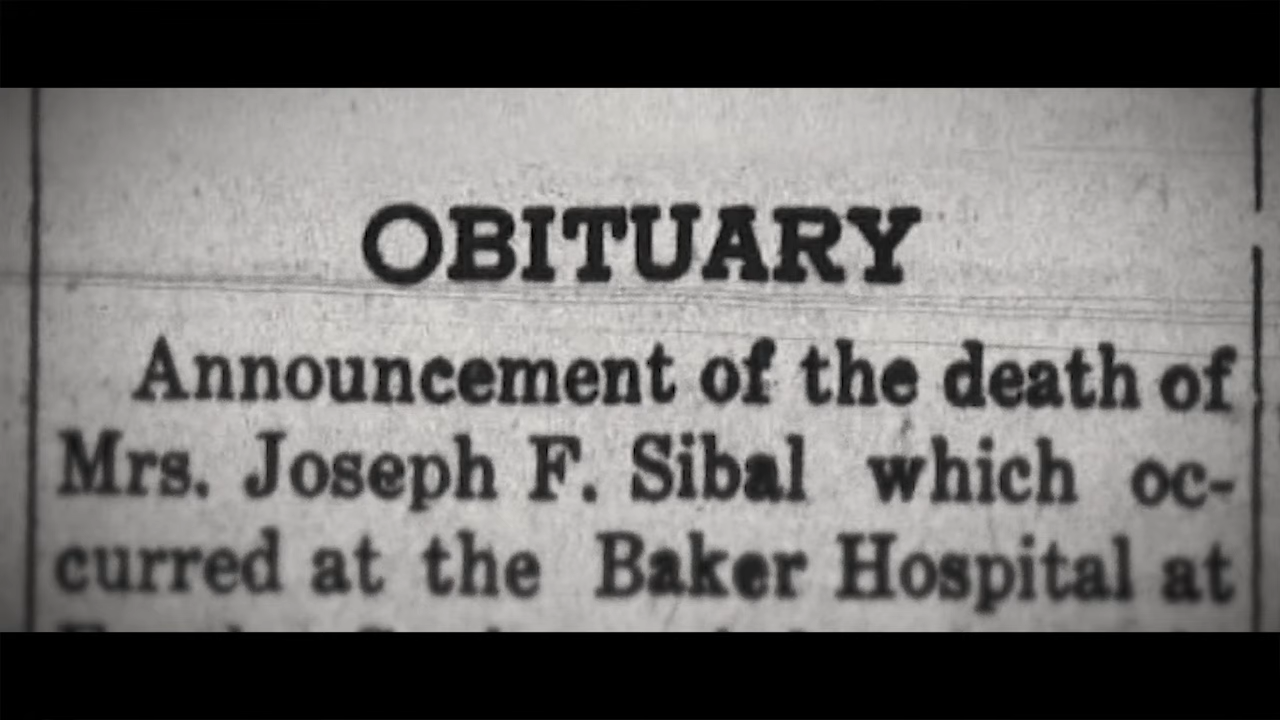 OBITUARY
Announcement of the death of
Mrs. Joseph F. Sibal which oc-
curred at the Baker Hospital at